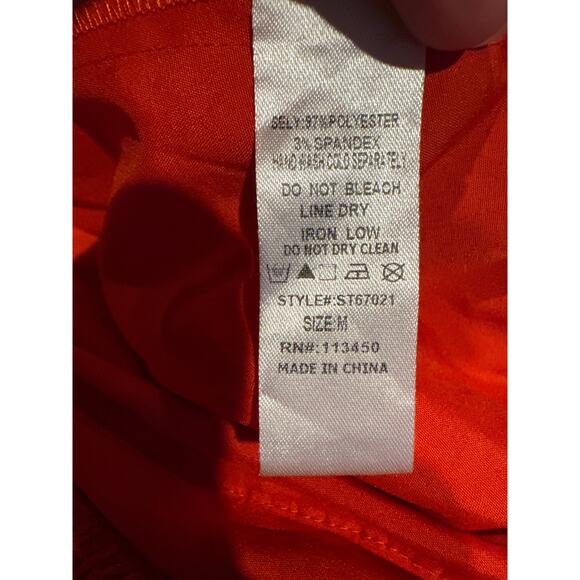 SELY:97%POLYESTER
3% SPANDEX
HAND WASH COLD SEPARATELY
DO NOT BLEACH
LINE DRY
IRON LOW
DO NOT DRY CLEAN
STYLE#:ST67021
SIZE:M
RN#:113450
MADE IN CHINA